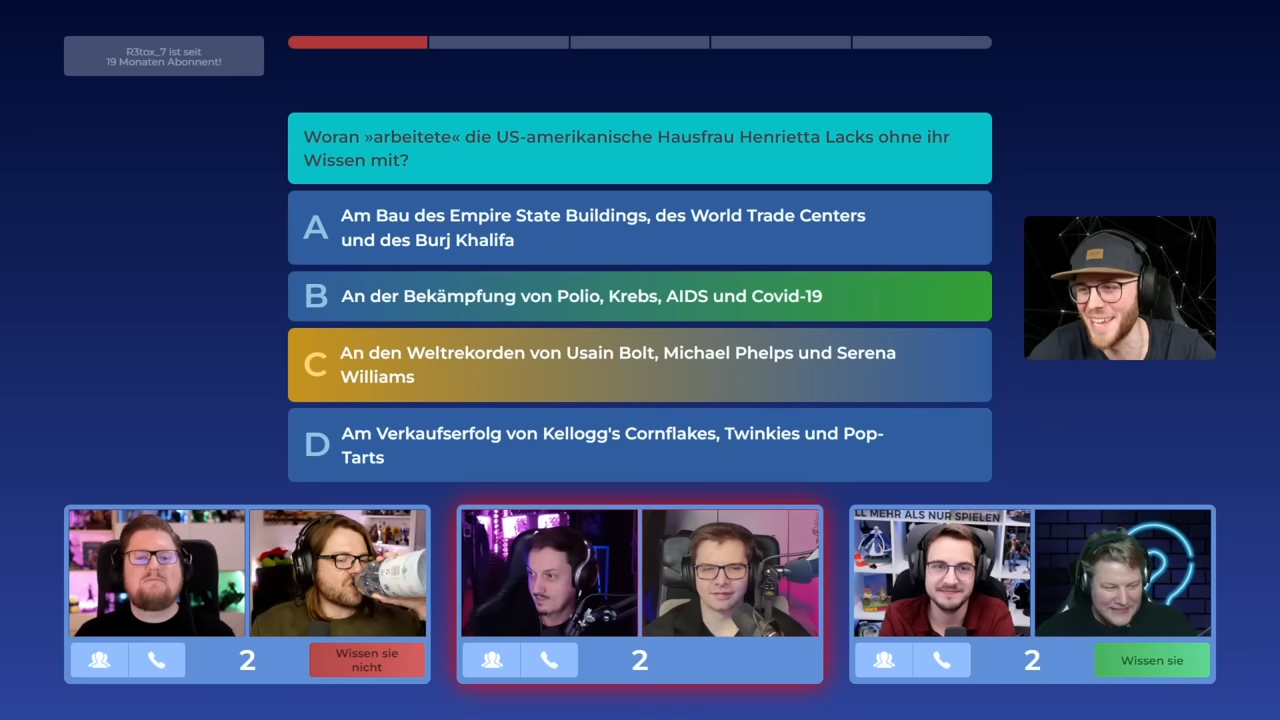 R3tox_7 ist seit
19 Monaten Abonnent!
Woran »arbeitete« die US-amerikanische Hausfrau Henrietta Lacks ohne ihr
Wissen mit?
A
Am Bau des Empire State Buildings, des World Trade Centers
und des Burj Khalifa
B
An der Bekämpfung von Polio, Krebs, AIDS und Covid-19
C
An den Weltrekorden von Usain Bolt, Michael Phelps und Serena
Williams
D
Am Verkaufserfolg von Kellogg's Cornflakes, Twinkies und Pop-
Tarts
LL MEHR ALS NUR SPIELEN
2
Wissen sie
nicht
2
2
Wissen sie